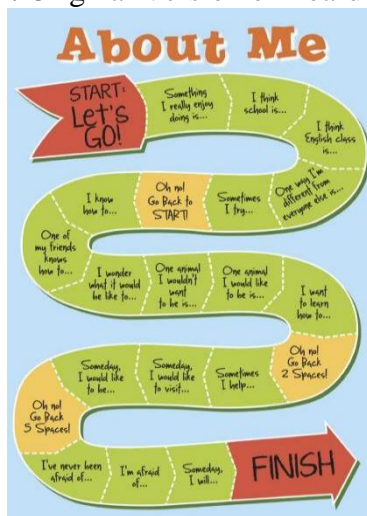 About Me
START:
Let's
GO!
Something
I really enjoy
doing is...
I think
school is...
I think
English class
is...
One way I'm
different from
everyone else is...
Sometimes
I try...
Oh no!
Go Back to
START!
I know
how to...
One of
my friends
knows
how to...
I wonder
what it would
be like to...
One animal
I wouldn't
want
to be is...
One animal
I would like
to be is...
I want
to learn
how to...
Oh no!
Go Back
2 Spaces!
Sometimes
I help...
Someday,
I would like
to visit...
Someday,
I would like
to be...
Oh no!
Go Back
5 Spaces!
I've never been
afraid of...
I'm afraid
of...
Someday,
I will...
FINISH